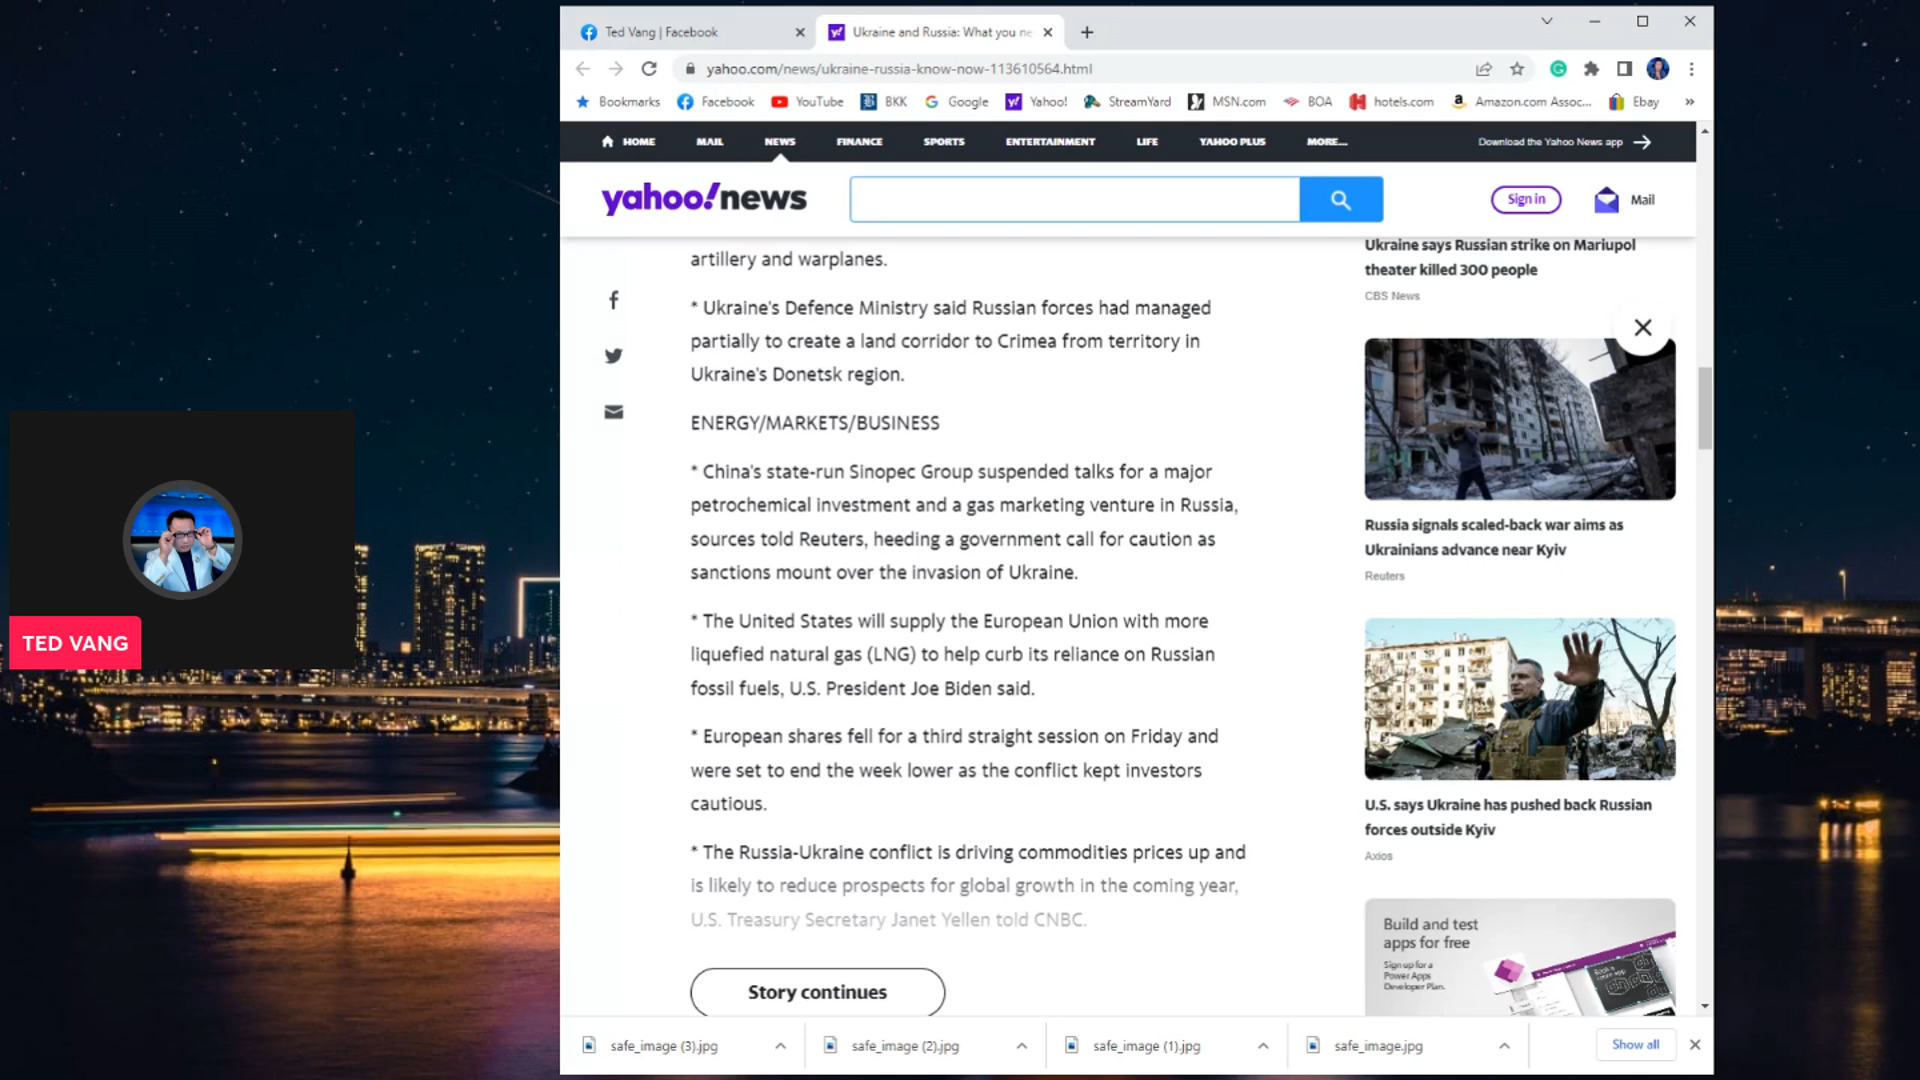 Ted Vang | Facebook
Ukraine and Russia: What you ne
yahoo.com/news/ukraine-russia-know-now-113610564.html
Bookmarks
Facebook
YouTube
BKK
Google
Yahoo!
StreamYard
MSN.com
BOA
hotels.com
Amazon.com Assoc...
Ebay
HOME
MAIL
NEWS
FINANCE
SPORTS
ENTERTAINMENT
LIFE
YAHOO PLUS
MORE...
Download the Yahoo News app
yahoo!news
Sign in
Mail
artillery and warplanes.
* Ukraine's Defence Ministry said Russian forces had managed
partially to create a land corridor to Crimea from territory in
Ukraine's Donetsk region.
ENERGY/MARKETS/BUSINESS
* China's state-run Sinopec Group suspended talks for a major
petrochemical investment and a gas marketing venture in Russia,
sources told Reuters, heeding a government call for caution as
sanctions mount over the invasion of Ukraine.
* The United States will supply the European Union with more
liquefied natural gas (LNG) to help curb its reliance on Russian
fossil fuels, U.S. President Joe Biden said.
* European shares fell for a third straight session on Friday and
were set to end the week lower as the conflict kept investors
cautious.
* The Russia-Ukraine conflict is driving commodities prices up and
is likely to reduce prospects for global growth in the coming year,
U.S. Treasury Secretary Janet Yellen told CNBC.
Story continues
Ukraine says Russian strike on Mariupol
theater killed 300 people
CBS News
Russia signals scaled-back war aims as
Ukrainians advance near Kyiv
Reuters
U.S. says Ukraine has pushed back Russian
forces outside Kyiv
Axios
Build and test
apps for free
Sign up for a
Power Apps
Developer Plan.
TED VANG
safe_image (3).jpg
safe_image (2).jpg
safe_image (1).jpg
safe_image.jpg
Show all